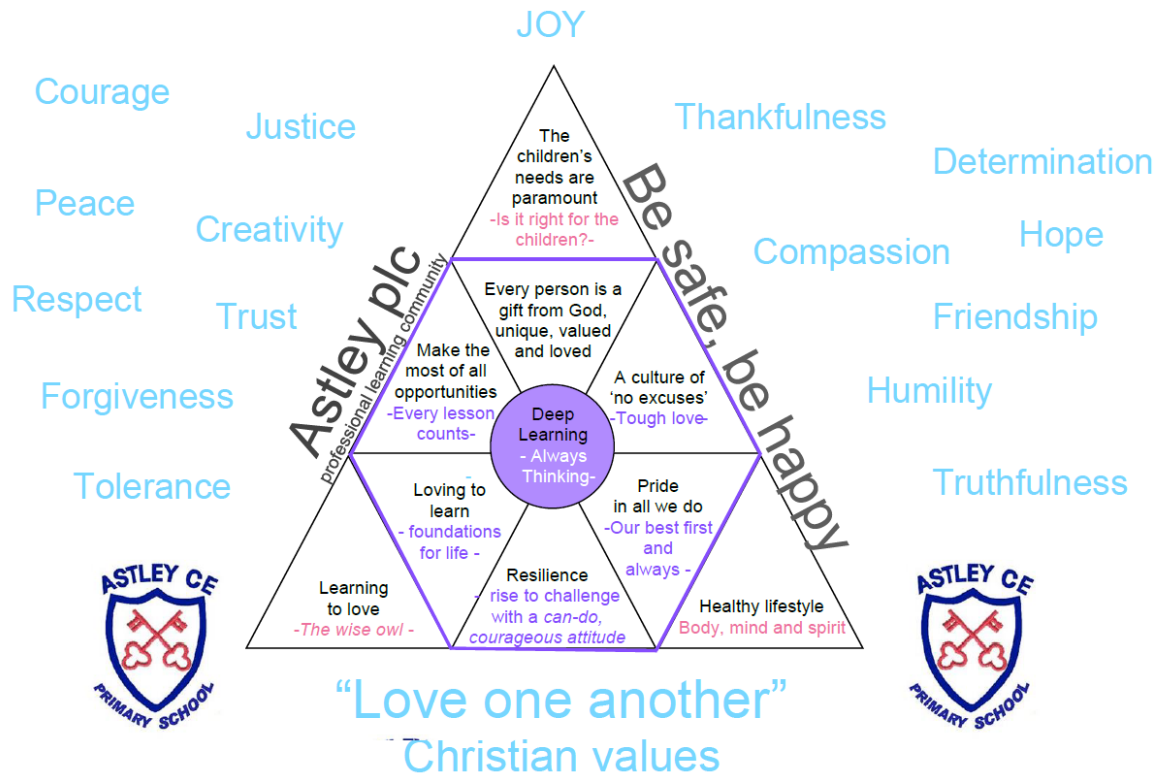 JOY
Courage
Justice
Thankfulness
Determination
Peace
Creativity
Compassion
Hope
Respect
Trust
Friendship
Forgiveness
Humility
Tolerance
Truthfulness
Astley plc
professional learning community
Be safe, be happy
The
children's
needs are
paramount
-Is it right for the
children?-
Every person is a
gift from God,
unique, valued
and loved
Make the
most of all
opportunities
-Every lesson
counts-
A culture of
'no excuses'
-Tough love-
Deep
Learning
- Always
Thinking-
-
Loving to
learn
- foundations
for life -
Pride
in all we do
-Our best first
and
always -
Learning
to love
-The wise owl -
Resilience
- rise to challenge
with a can-do,
courageous attitude
Healthy lifestyle
Body, mind and spirit
ASTLEY CE
PRIMARY SCHOOL
ASTLEY CE
PRIMARY SCHOOL
“Love one another”
Christian values